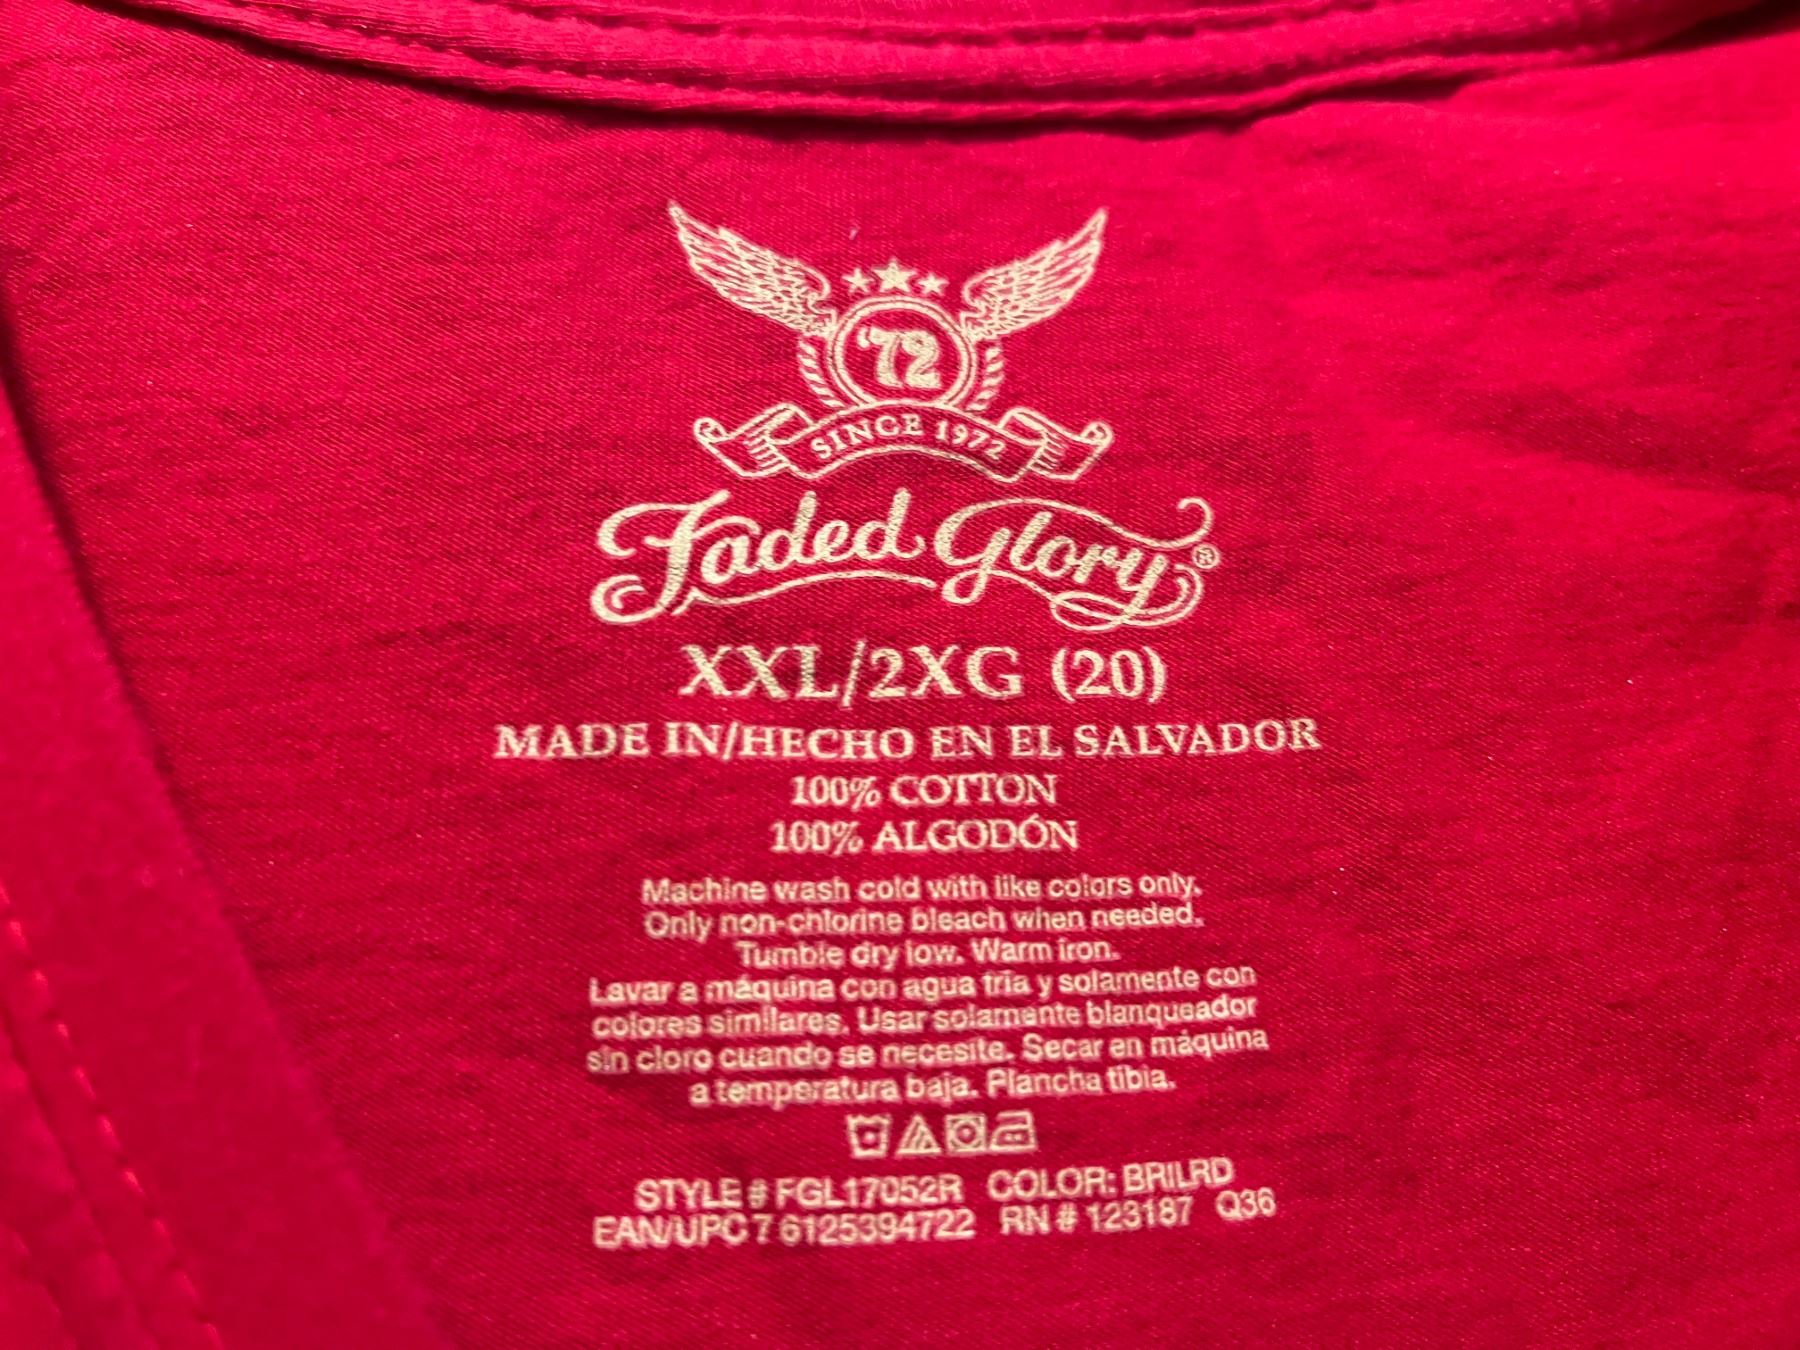 '72
SINCE 1972
Faded Glory®
XXL/2XG (20)
MADE IN/HECHO EN EL SALVADOR
100% COTTON
100% ALGODÓN
Machine wash cold with like colors only.
Only non-chlorine bleach when needed.
Tumble dry low. Warm iron.
Lavar a máquina con agua fría y solamente con
colores similares. Usar solamente blanqueador
sin cloro cuando se necesite. Secar en máquina
a temperatura baja. Plancha tibia.
STYLE # FGL17052R COLOR: BRILRD
EAN/UPC 7 6125394722 RN # 123187 Q36